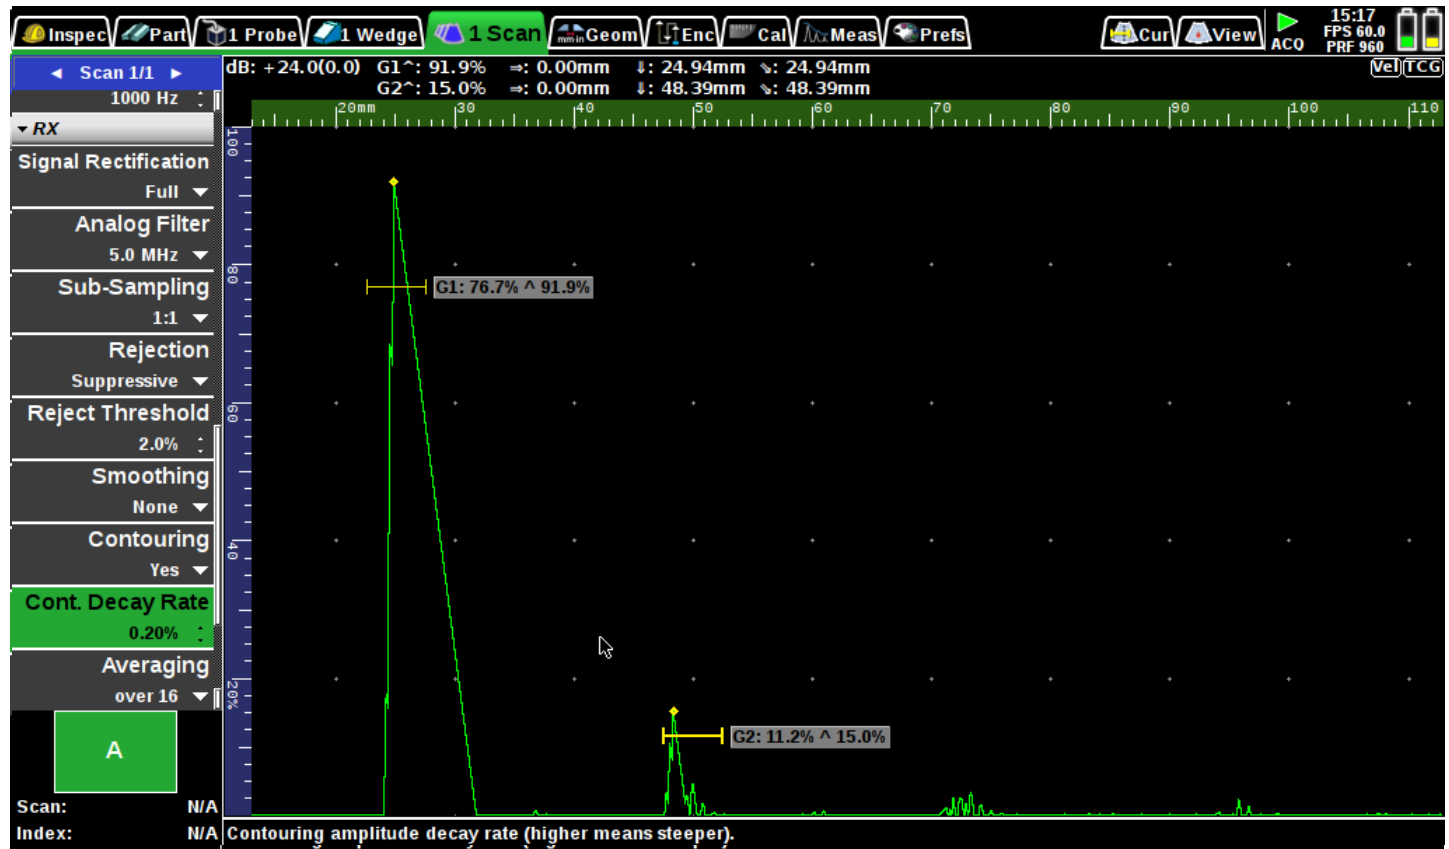 Inspec Part 1 Probe 1 Wedge 1 Scan Geom Enc Cal Meas Prefs Cur View ACQ 15:17
FPS 60.0
PRF 960
Scan 1/1
1000 Hz
RX
Signal Rectification
Full
Analog Filter
5.0 MHz
Sub-Sampling
1:1
Rejection
Suppressive
Reject Threshold
2.0%
Smoothing
None
Contouring
Yes
Cont. Decay Rate
0.20%
Averaging
over 16
A
Scan: N/A
Index: N/A
dB: +24.0(0.0) G1^: 91.9% ⇒: 0.00mm ⇓: 24.94mm ⇘: 24.94mm
G2^: 15.0% ⇒: 0.00mm ⇓: 48.39mm ⇘: 48.39mm
Vel TCG
20mm 30 40 50 60 70 80 90 100 110
100
80
60
40
20%
G1: 76.7% ^ 91.9%
G2: 11.2% ^ 15.0%
Contouring amplitude decay rate (higher means steeper).